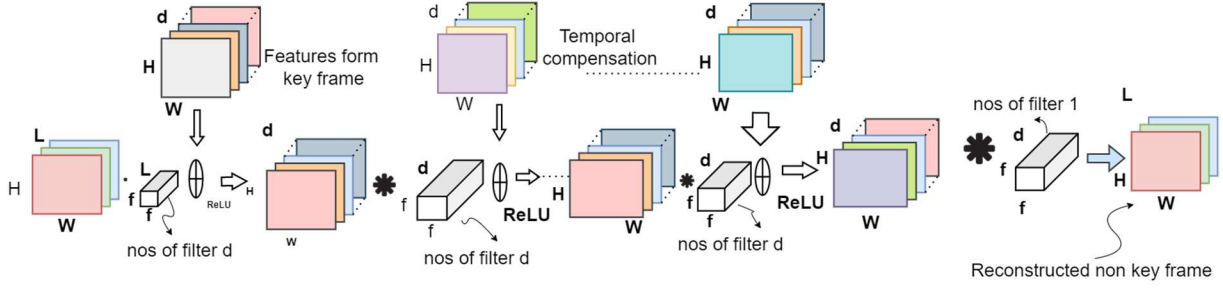 d
H
W
Features form
key frame
d
H
W
Temporal
compensation
d
H
W
L
H
W
L
f
f
nos of filter d
ReLU
d
H
w
d
f
f
nos of filter d
ReLU
H
W
d
f
f
nos of filter d
ReLU
d
H
W
nos of filter 1
d
f
f
L
H
W
Reconstructed non key frame